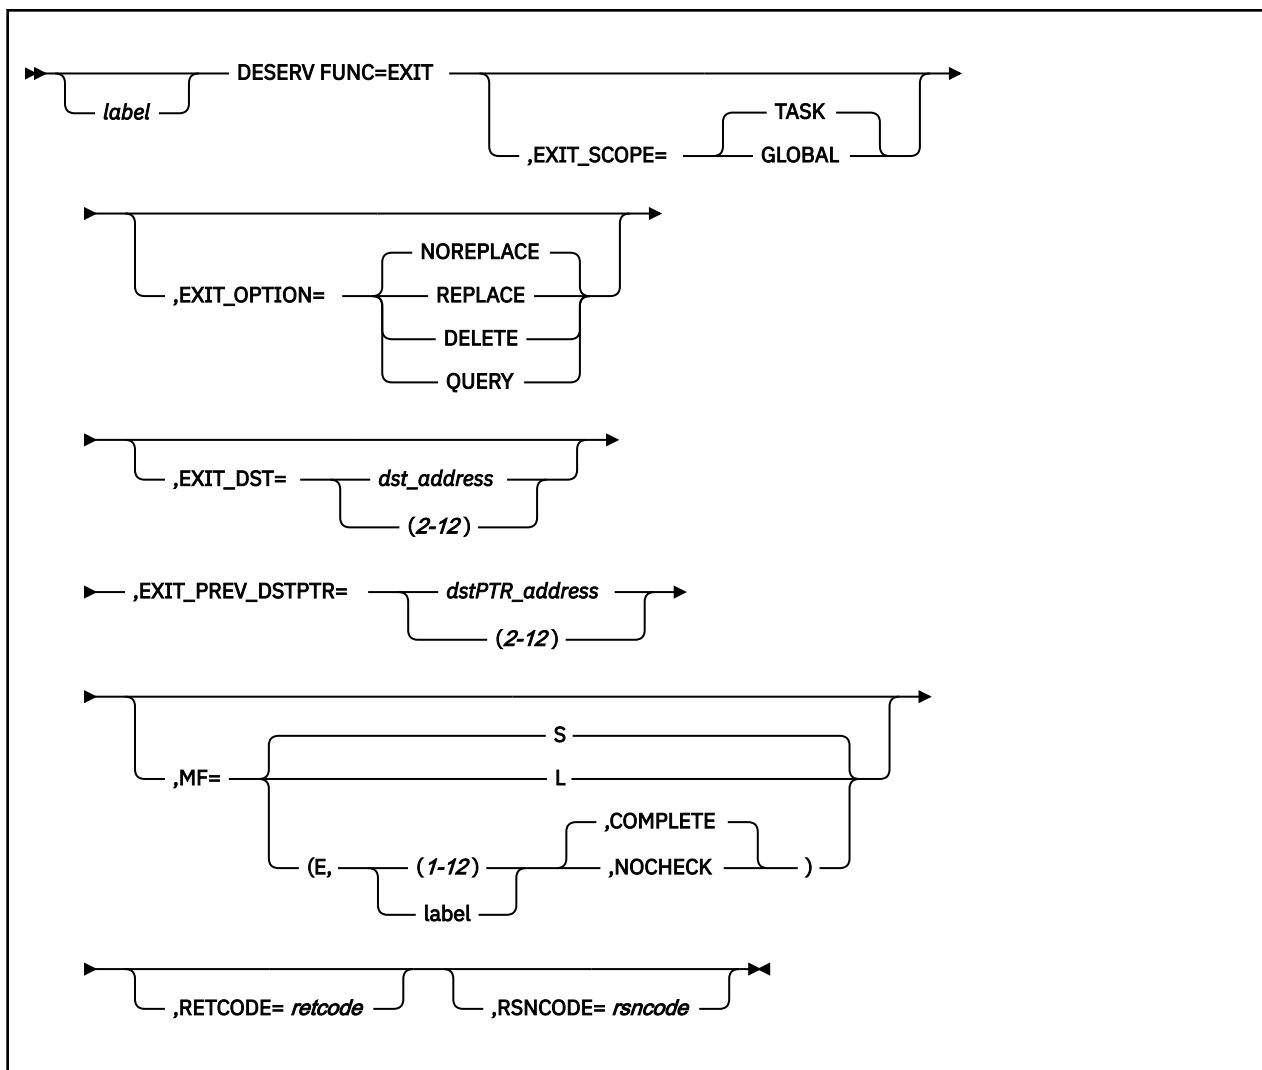 DESERV FUNC=EXIT
label
TASK
,EXIT_SCOPE= GLOBAL
NOREPLACE
,EXIT_OPTION= REPLACE
DELETE
QUERY
,EXIT_DST= dst_address
(2-12)
,EXIT_PREV_DSTPTR= dstPTR_address
(2-12)
S
,MF= L
,COMPLETE
(E, (1-12) ,NOCHECK )
label
,RETCODE= retcode ,RSNCODE= rsncode